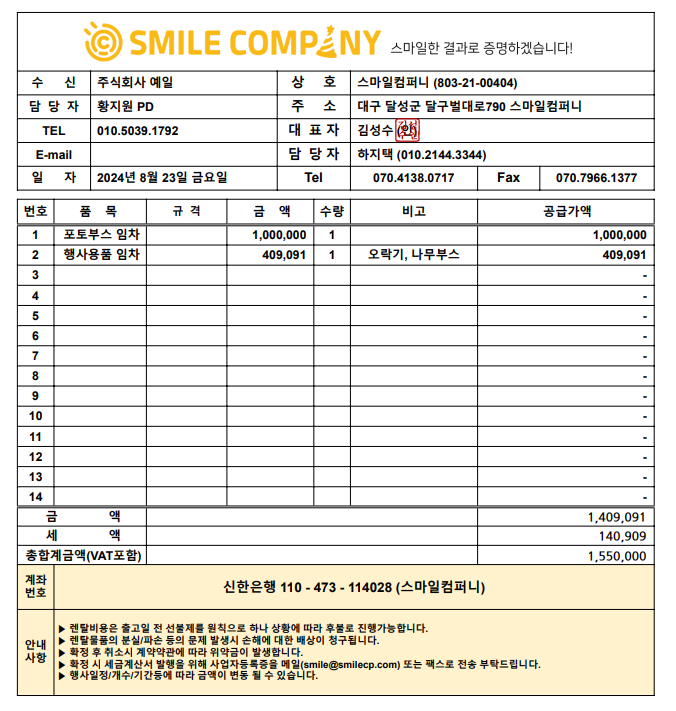 SMILE COMPANY 스마일한 결과로 증명하겠습니다!
수 신 주식회사 예일 상 호 스마일컴퍼니 (803-21-00404)
담 당 자 황지원 PD 주 소 대구 달성군 달구벌대로790 스마일컴퍼니
TEL 010.5039.1792 대 표 자 김성수 (인)
E-mail 담 당 자 하지택 (010.2144.3344)
일 자 2024년 8월 23일 금요일 Tel 070.4138.0717 Fax 070.7966.1377
번호 품 목 규 격 금 액 수량 비고 공급가액
1 포토부스 임차 1,000,000 1 1,000,000
2 행사용품 임차 409,091 1 오락기, 나무부스 409,091
3 -
4 -
5 -
6 -
7 -
8 -
9 -
10 -
11 -
12 -
13 -
14 -
금 액 1,409,091
세 액 140,909
총합계금액(VAT포함) 1,550,000
계좌 번호 신한은행 110 - 473 - 114028 (스마일컴퍼니)
안내 사항
▶ 렌탈비용은 출고일 전 선불제를 원칙으로 하나 상황에 따라 후불로 진행가능합니다.
▶ 렌탈물품의 분실/파손 등의 문제 발생시 손해에 대한 배상이 청구됩니다.
▶ 확정 후 취소시 계약약관에 따라 위약금이 발생합니다.
▶ 확정 시 세금계산서 발행을 위해 사업자등록증을 메일(smile@smilecp.com) 또는 팩스로 전송 부탁드립니다.
▶ 행사일정/개수/기간등에 따라 금액이 변동 될 수 있습니다.